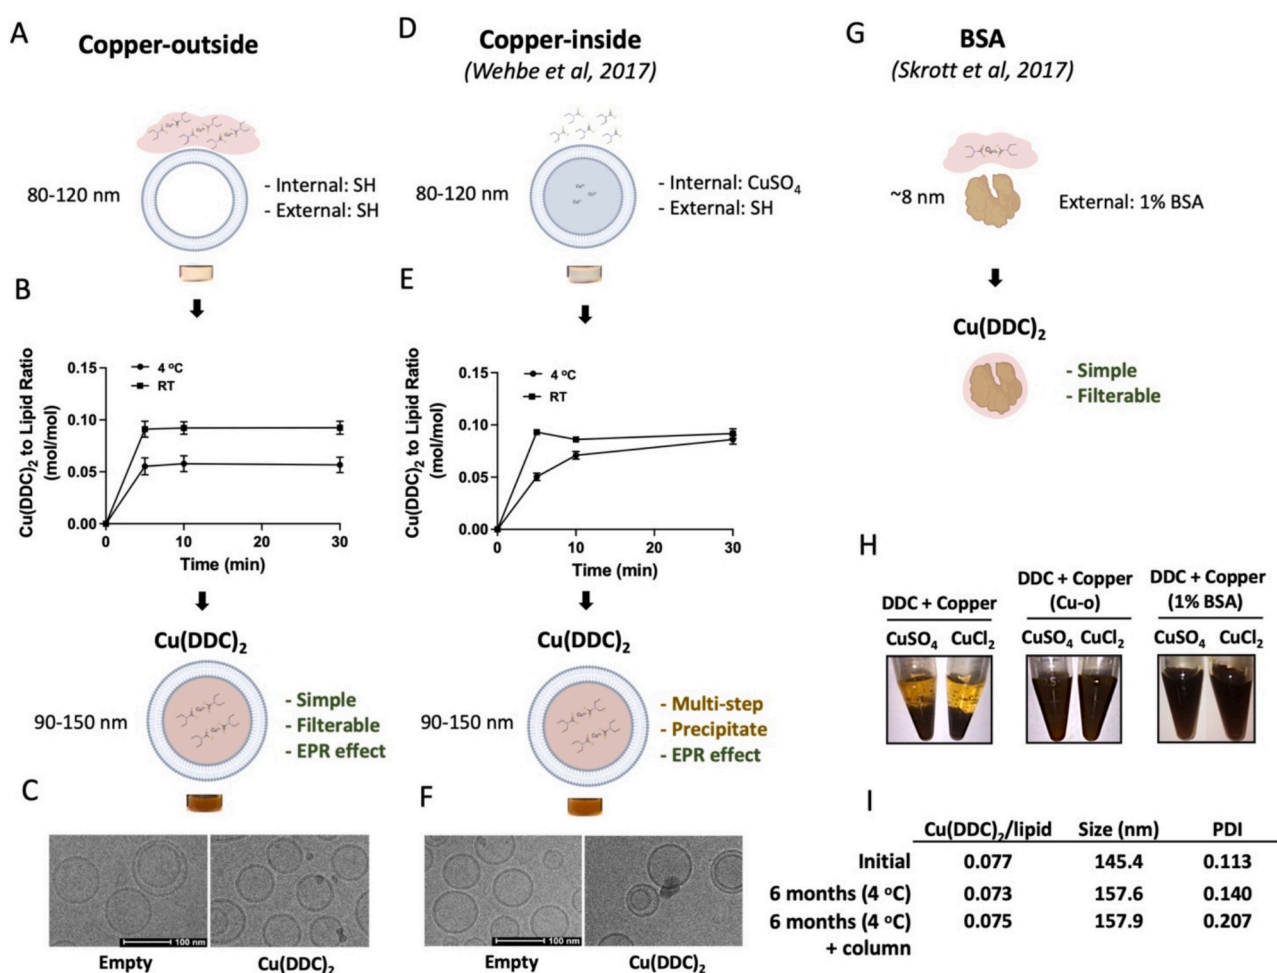 A
Copper-outside
80-120 nm
- Internal: SH
- External: SH
B
Cu(DDC)₂ to Lipid Ratio
(mol/mol)
0.15
0.10
0.05
0.00
4 ºC
RT
0
10
20
30
Time (min)
Cu(DDC)₂
90-150 nm
- Simple
- Filterable
- EPR effect
C
100 nm
Empty
Cu(DDC)₂
D
Copper-inside
(Wehbe et al, 2017)
80-120 nm
- Internal: CuSO₄
- External: SH
E
Cu(DDC)₂ to Lipid Ratio
(mol/mol)
0.15
0.10
0.05
0.00
4 ºC
RT
0
10
20
30
Time (min)
Cu(DDC)₂
90-150 nm
- Multi-step
- Precipitate
- EPR effect
F
100 nm
Empty
Cu(DDC)₂
G
BSA
(Skrott et al, 2017)
~8 nm
External: 1% BSA
Cu(DDC)₂
- Simple
- Filterable
H
DDC + Copper
CuSO₄ CuCl₂
DDC + Copper
(Cu-o)
CuSO₄ CuCl₂
DDC + Copper
(1% BSA)
CuSO₄ CuCl₂
I
Cu(DDC)₂/lipid Size (nm) PDI
Initial 0.077 145.4 0.113
6 months (4 ºC) 0.073 157.6 0.140
6 months (4 ºC) 0.075 157.9 0.207
+ column